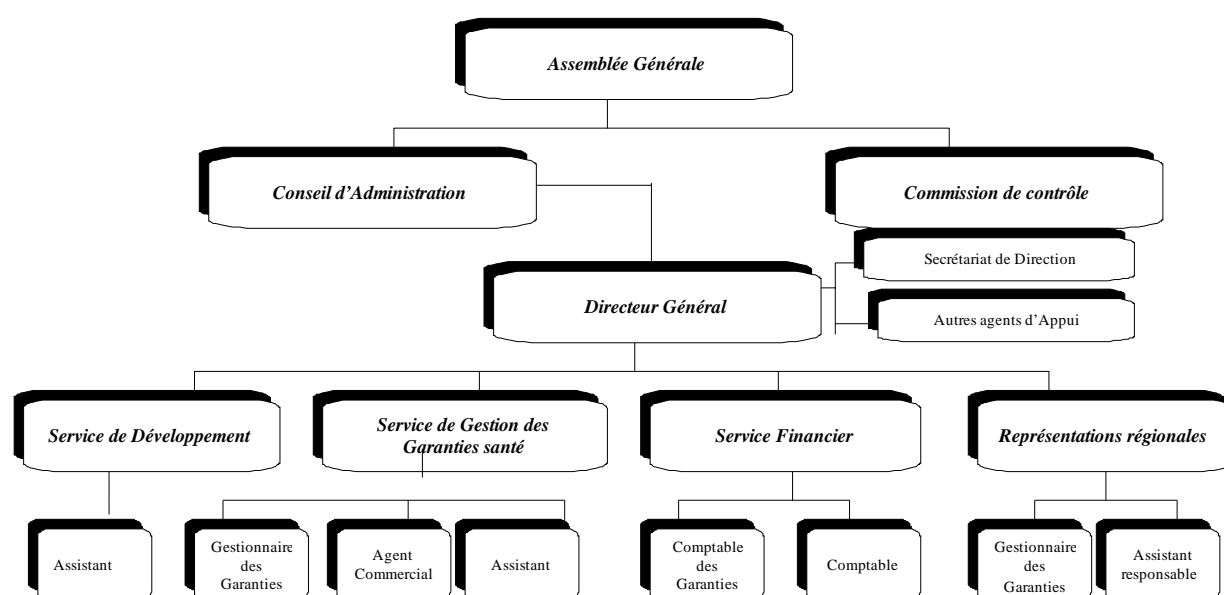 Assemblée Générale
Conseil d’Administration
Commission de contrôle
Secrétariat de Direction
Directeur Général
Autres agents d’Appui
Service de Développement
Service de Gestion des
Garanties santé
Service Financier
Représentations régionales
Assistant
Gestionnaire
des
Garanties
Agent
Commercial
Assistant
Comptable
des
Garanties
Comptable
Gestionnaire
des
Garanties
Assistant
responsable